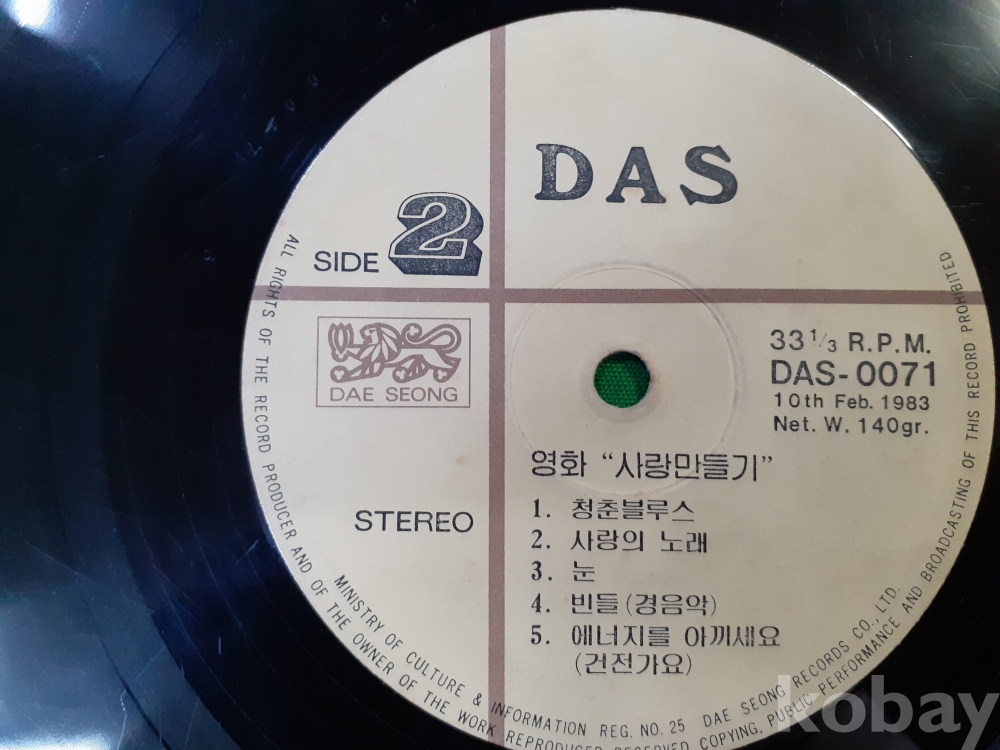 DAS
SIDE 2
DAE SEONG
33 1/3 R.P.M.
DAS-0071
10th Feb. 1983
Net. W. 140gr.
STEREO
영화 “사랑만들기”
1. 청춘블루스
2. 사랑의 노래
3. 눈
4. 빈들(경음악)
5. 에너지를 아끼세요
(건전가요)
ALL RIGHTS OF THE RECORD PRODUCER AND OF THE OWNER OF THE WORK REPRODUCED RESERVED COPYING, PUBLIC PERFORMANCE AND BROADCASTING OF THIS RECORD PROHIBITED
MINISTRY OF CULTURE & INFORMATION REG. NO. 25 DAE SEONG RECORDS CO., LTD.
kobay